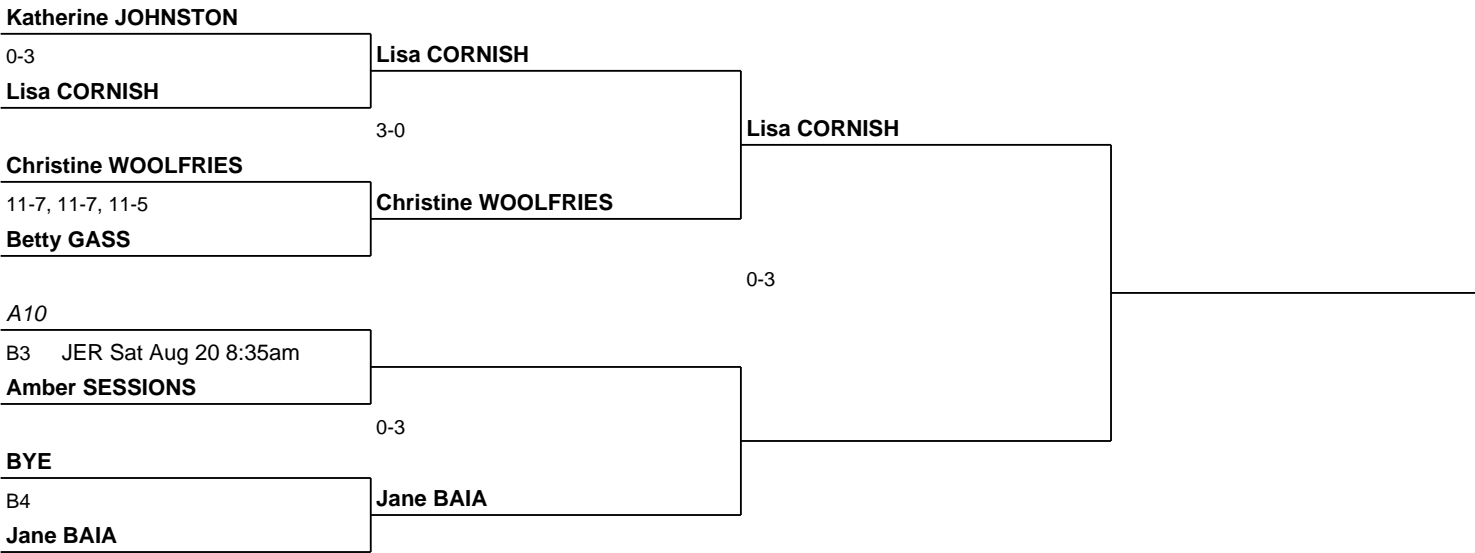 Katherine JOHNSTON
0-3
Lisa CORNISH
Lisa CORNISH
3-0
Lisa CORNISH
Christine WOOLFRIES
11-7, 11-7, 11-5
Christine WOOLFRIES
Betty GASS
0-3
A10
B3 JER Sat Aug 20 8:35am
Amber SESSIONS
0-3
BYE
B4
Jane BAIA
Jane BAIA